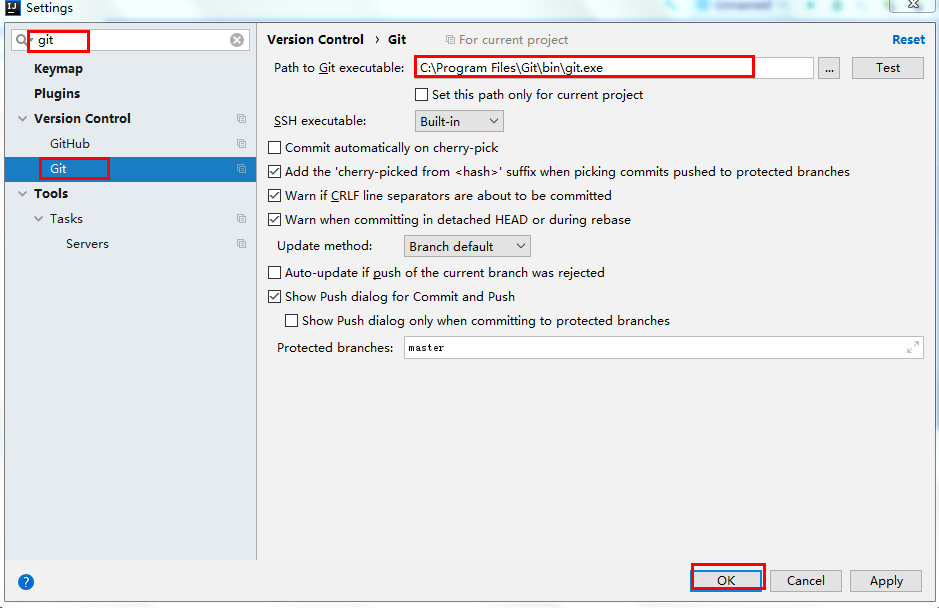 Settings
git
Keymap
Plugins
Version Control
GitHub
Git
Tools
Tasks
Servers
Version Control › Git For current project Reset
Path to Git executable: C:\Program Files\Git\bin\git.exe ... Test
Set this path only for current project
SSH executable: Built-in
Commit automatically on cherry-pick
Add the 'cherry-picked from <hash>' suffix when picking commits pushed to protected branches
Warn if CRLF line separators are about to be committed
Warn when committing in detached HEAD or during rebase
Update method: Branch default
Auto-update if push of the current branch was rejected
Show Push dialog for Commit and Push
Show Push dialog only when committing to protected branches
Protected branches: master
? OK Cancel Apply